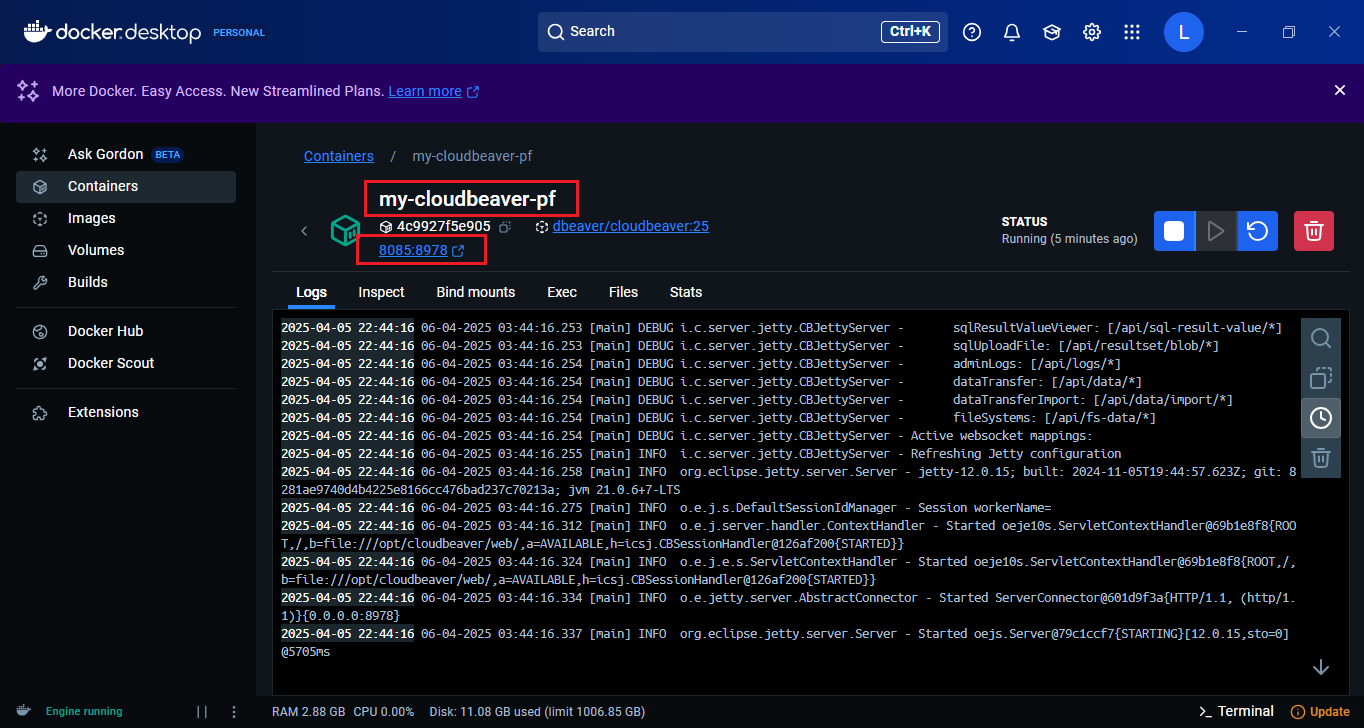 docker.desktop PERSONAL Search Ctrl+K L
More Docker. Easy Access. New Streamlined Plans. Learn more
Ask Gordon BETA
Containers
Images
Volumes
Builds
Docker Hub
Docker Scout
Extensions
Containers / my-cloudbeaver-pf
my-cloudbeaver-pf
4c9927f5e905 dbeaver/cloudbeaver:25
8085:8978
STATUS
Running (5 minutes ago)
Logs Inspect Bind mounts Exec Files Stats
2025-04-05 22:44:16 06-04-2025 03:44:16.253 [main] DEBUG i.c.server.jetty.CBJettyServer - sqlResultValueViewer: [/api/sql-result-value/*]
2025-04-05 22:44:16 06-04-2025 03:44:16.253 [main] DEBUG i.c.server.jetty.CBJettyServer - sqlUploadFile: [/api/resultset/blob/*]
2025-04-05 22:44:16 06-04-2025 03:44:16.254 [main] DEBUG i.c.server.jetty.CBJettyServer - adminLogs: [/api/logs/*]
2025-04-05 22:44:16 06-04-2025 03:44:16.254 [main] DEBUG i.c.server.jetty.CBJettyServer - dataTransfer: [/api/data/*]
2025-04-05 22:44:16 06-04-2025 03:44:16.254 [main] DEBUG i.c.server.jetty.CBJettyServer - dataTransferImport: [/api/data/import/*]
2025-04-05 22:44:16 06-04-2025 03:44:16.254 [main] DEBUG i.c.server.jetty.CBJettyServer - fileSystems: [/api/fs-data/*]
2025-04-05 22:44:16 06-04-2025 03:44:16.254 [main] DEBUG i.c.server.jetty.CBJettyServer - Active websocket mappings:
2025-04-05 22:44:16 06-04-2025 03:44:16.255 [main] INFO i.c.server.jetty.CBJettyServer - Refreshing Jetty configuration
2025-04-05 22:44:16 06-04-2025 03:44:16.258 [main] INFO org.eclipse.jetty.server.Server - jetty-12.0.15; built: 2024-11-05T19:44:57.623Z; git: 8
281ae9740d4b4225e8166cc476bad237c70213a; jvm 21.0.6+7-LTS
2025-04-05 22:44:16 06-04-2025 03:44:16.275 [main] INFO o.e.j.s.DefaultSessionIdManager - Session workerName=
2025-04-05 22:44:16 06-04-2025 03:44:16.312 [main] INFO o.e.j.server.handler.ContextHandler - Started oeje10s.ServletContextHandler@69b1e8f8{ROO
T,/,b=file:///opt/cloudbeaver/web/,a=AVAILABLE,h=icsj.CBSessionHandler@126af200{STARTED}}
2025-04-05 22:44:16 06-04-2025 03:44:16.324 [main] INFO o.e.j.e.s.ServletContextHandler - Started oeje10s.ServletContextHandler@69b1e8f8{ROOT,/,
b=file:///opt/cloudbeaver/web/,a=AVAILABLE,h=icsj.CBSessionHandler@126af200{STARTED}}
2025-04-05 22:44:16 06-04-2025 03:44:16.334 [main] INFO o.e.jetty.server.AbstractConnector - Started ServerConnector@601d9f3a{HTTP/1.1, (http/1.
1)}{0.0.0.0:8978}
2025-04-05 22:44:16 06-04-2025 03:44:16.337 [main] INFO org.eclipse.jetty.server.Server - Started oejs.Server@79c1ccf7{STARTING}[12.0.15,sto=0]
@5705ms
Engine running RAM 2.88 GB CPU 0.00% Disk: 11.08 GB used (limit 1006.85 GB) Terminal Update